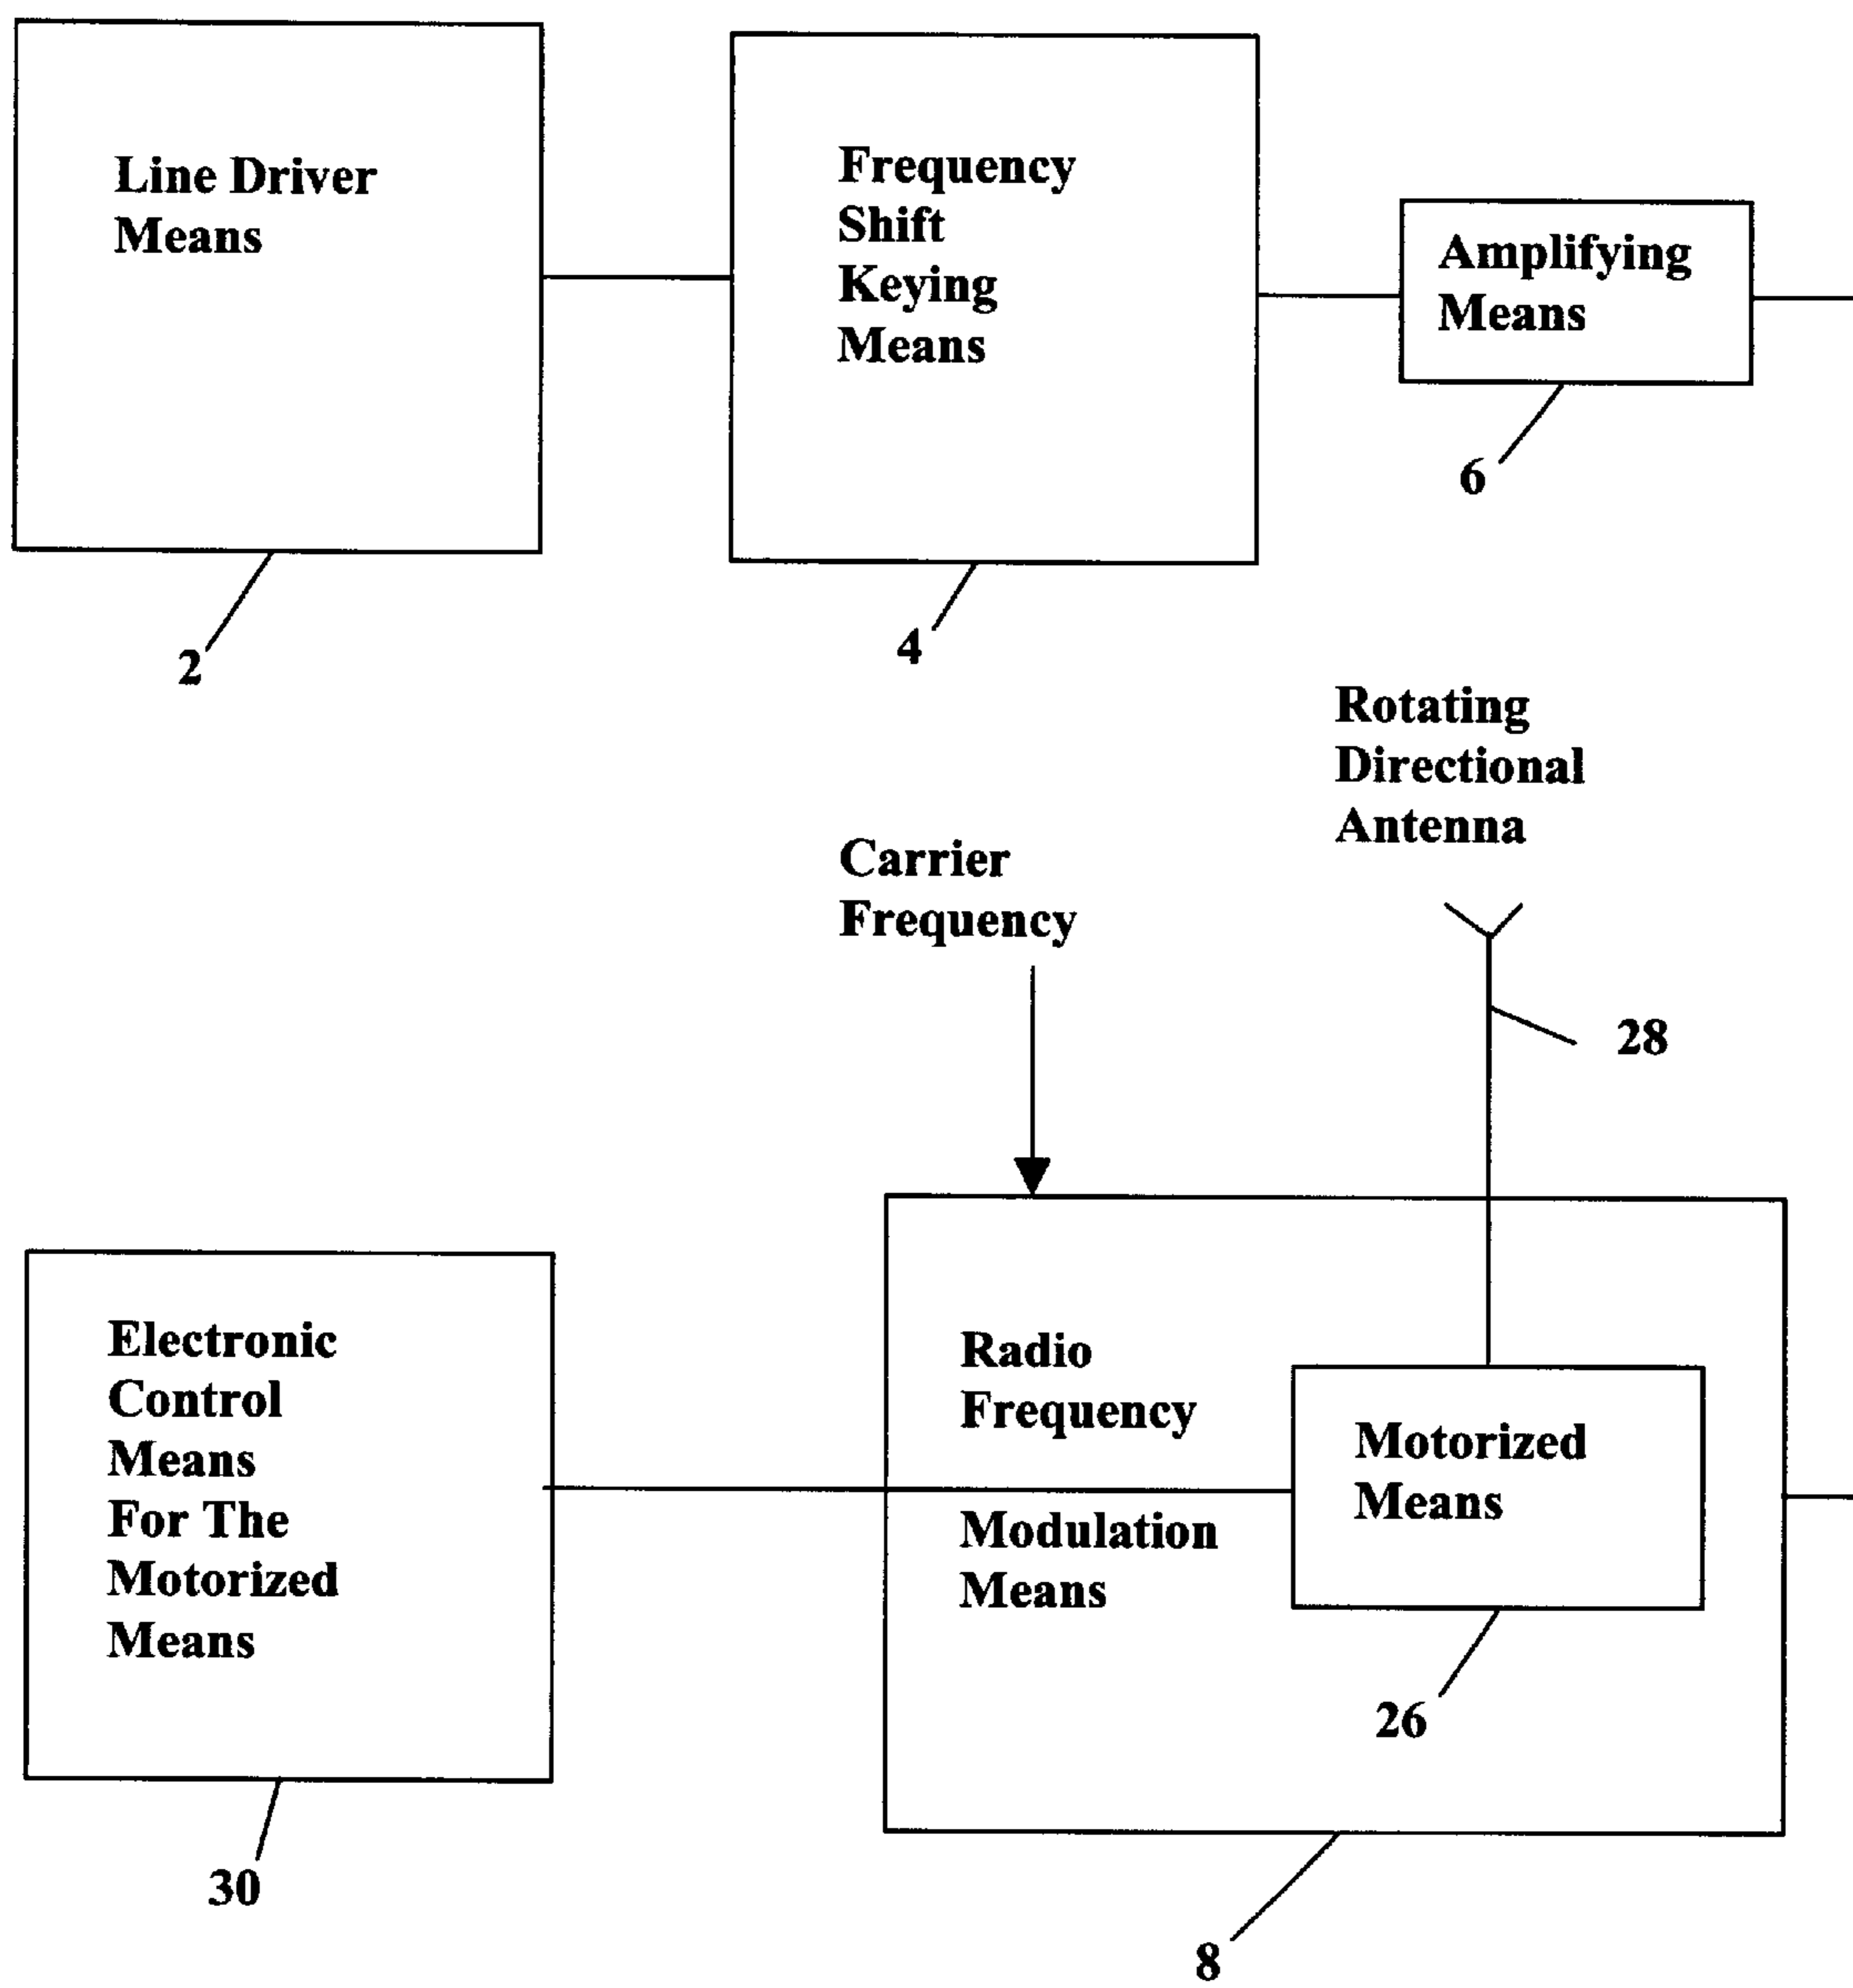 Line Driver
Means
2
Frequency
Shift
Keying
Means
4
Amplifying
Means
6
Rotating
Directional
Antenna
28
Carrier
Frequency
Electronic
Control
Means
For The
Motorized
Means
30
Radio
Frequency
Modulation
Means
8
Motorized
Means
26